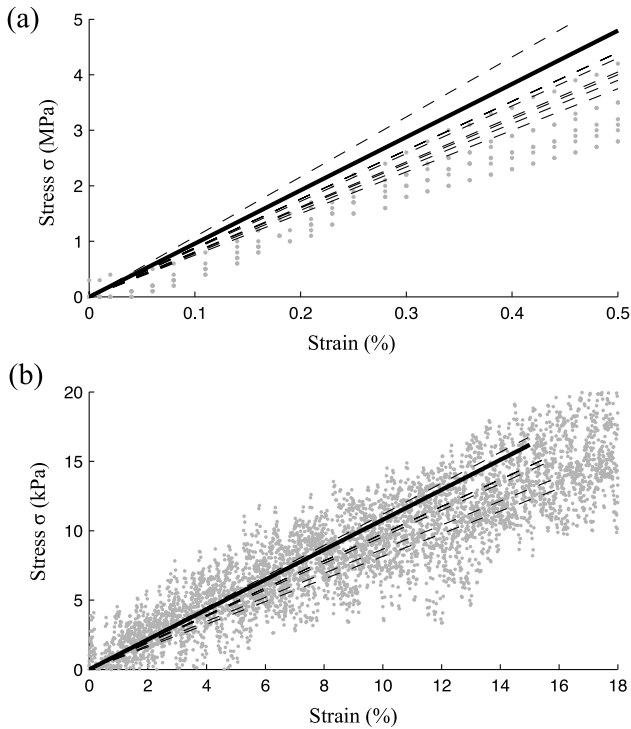 (a)
5
4
3
2
1
0
Stress σ (MPa)
0 0.1 0.2 0.3 0.4 0.5
Strain (%)
(b)
20
15
10
5
0
Stress σ (kPa)
0 2 4 6 8 10 12 14 16 18
Strain (%)